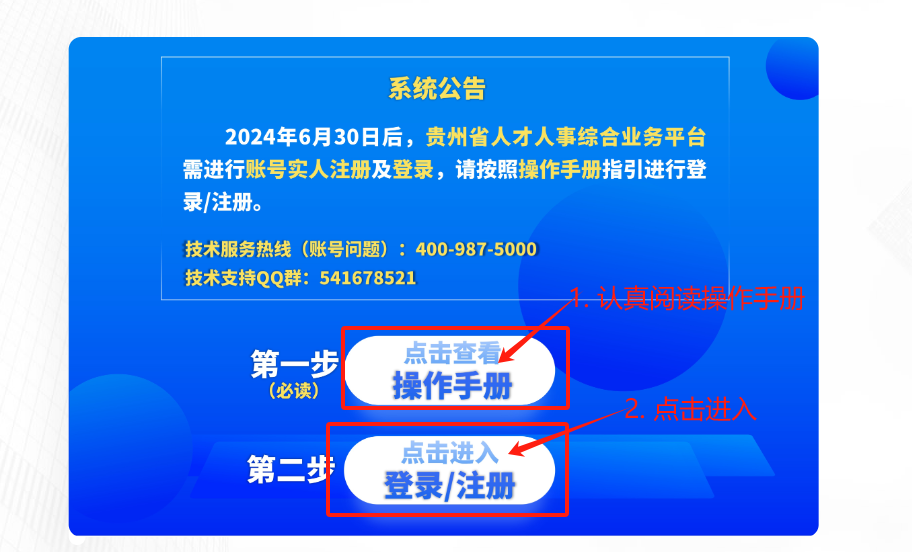 系统公告
2024年6月30日后，贵州省人才人事综合业务平台
需进行账号实人注册及登录，请按照操作手册指引进行登
录/注册。
技术服务热线（账号问题）：400-987-5000
技术支持QQ群：541678521
1. 认真阅读操作手册
第一步
（必读）
点击查看
操作手册
2. 点击进入
第二步
点击进入
登录/注册